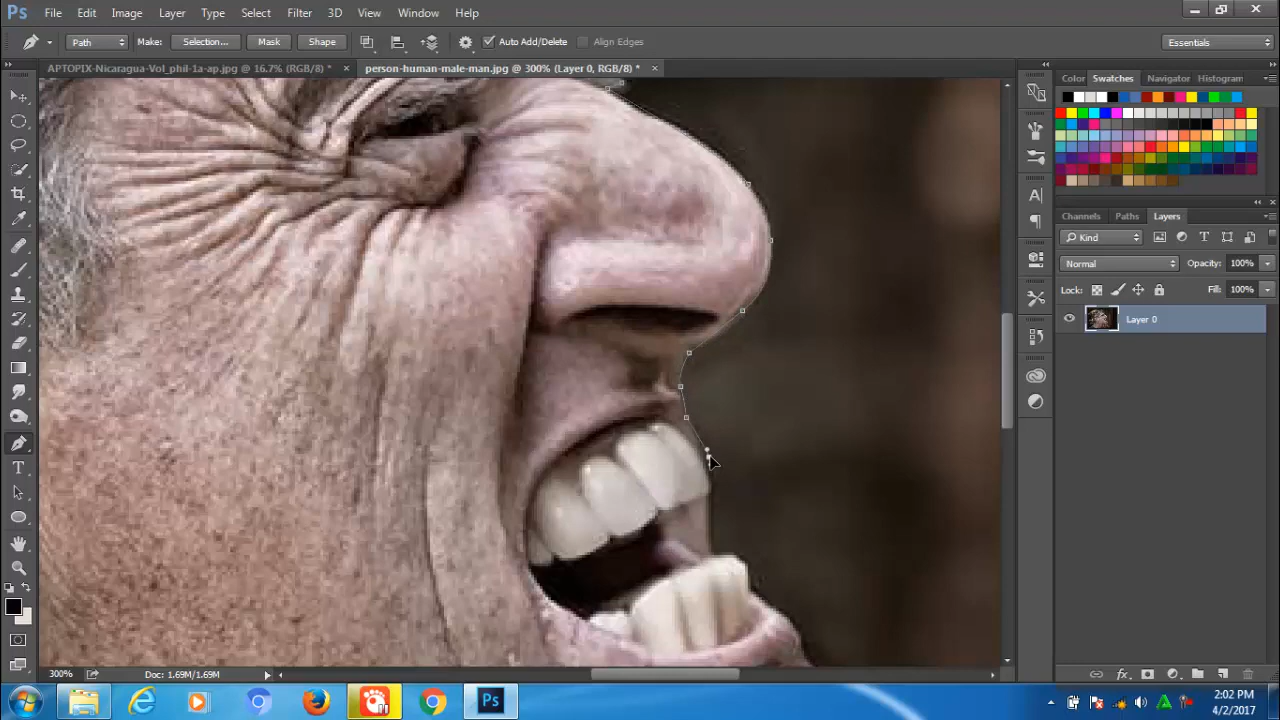 Ps File Edit Image Layer Type Select Filter 3D View Window Help
Path Make: Selection... Mask Shape Auto Add/Delete Align Edges Essentials
APTOPIX-Nicaragua-Vol_phil-1a-ap.jpg @ 16.7% (RGB/8) * × person-human-male-man.jpg @ 300% (Layer 0, RGB/8) * ×
Color Swatches Navigator Histogram
Channels Paths Layers
Kind
Normal Opacity: 100%
Lock: Fill: 100%
Layer 0
300% Doc: 1.69M/1.69M
Ps
2:02 PM
4/2/2017